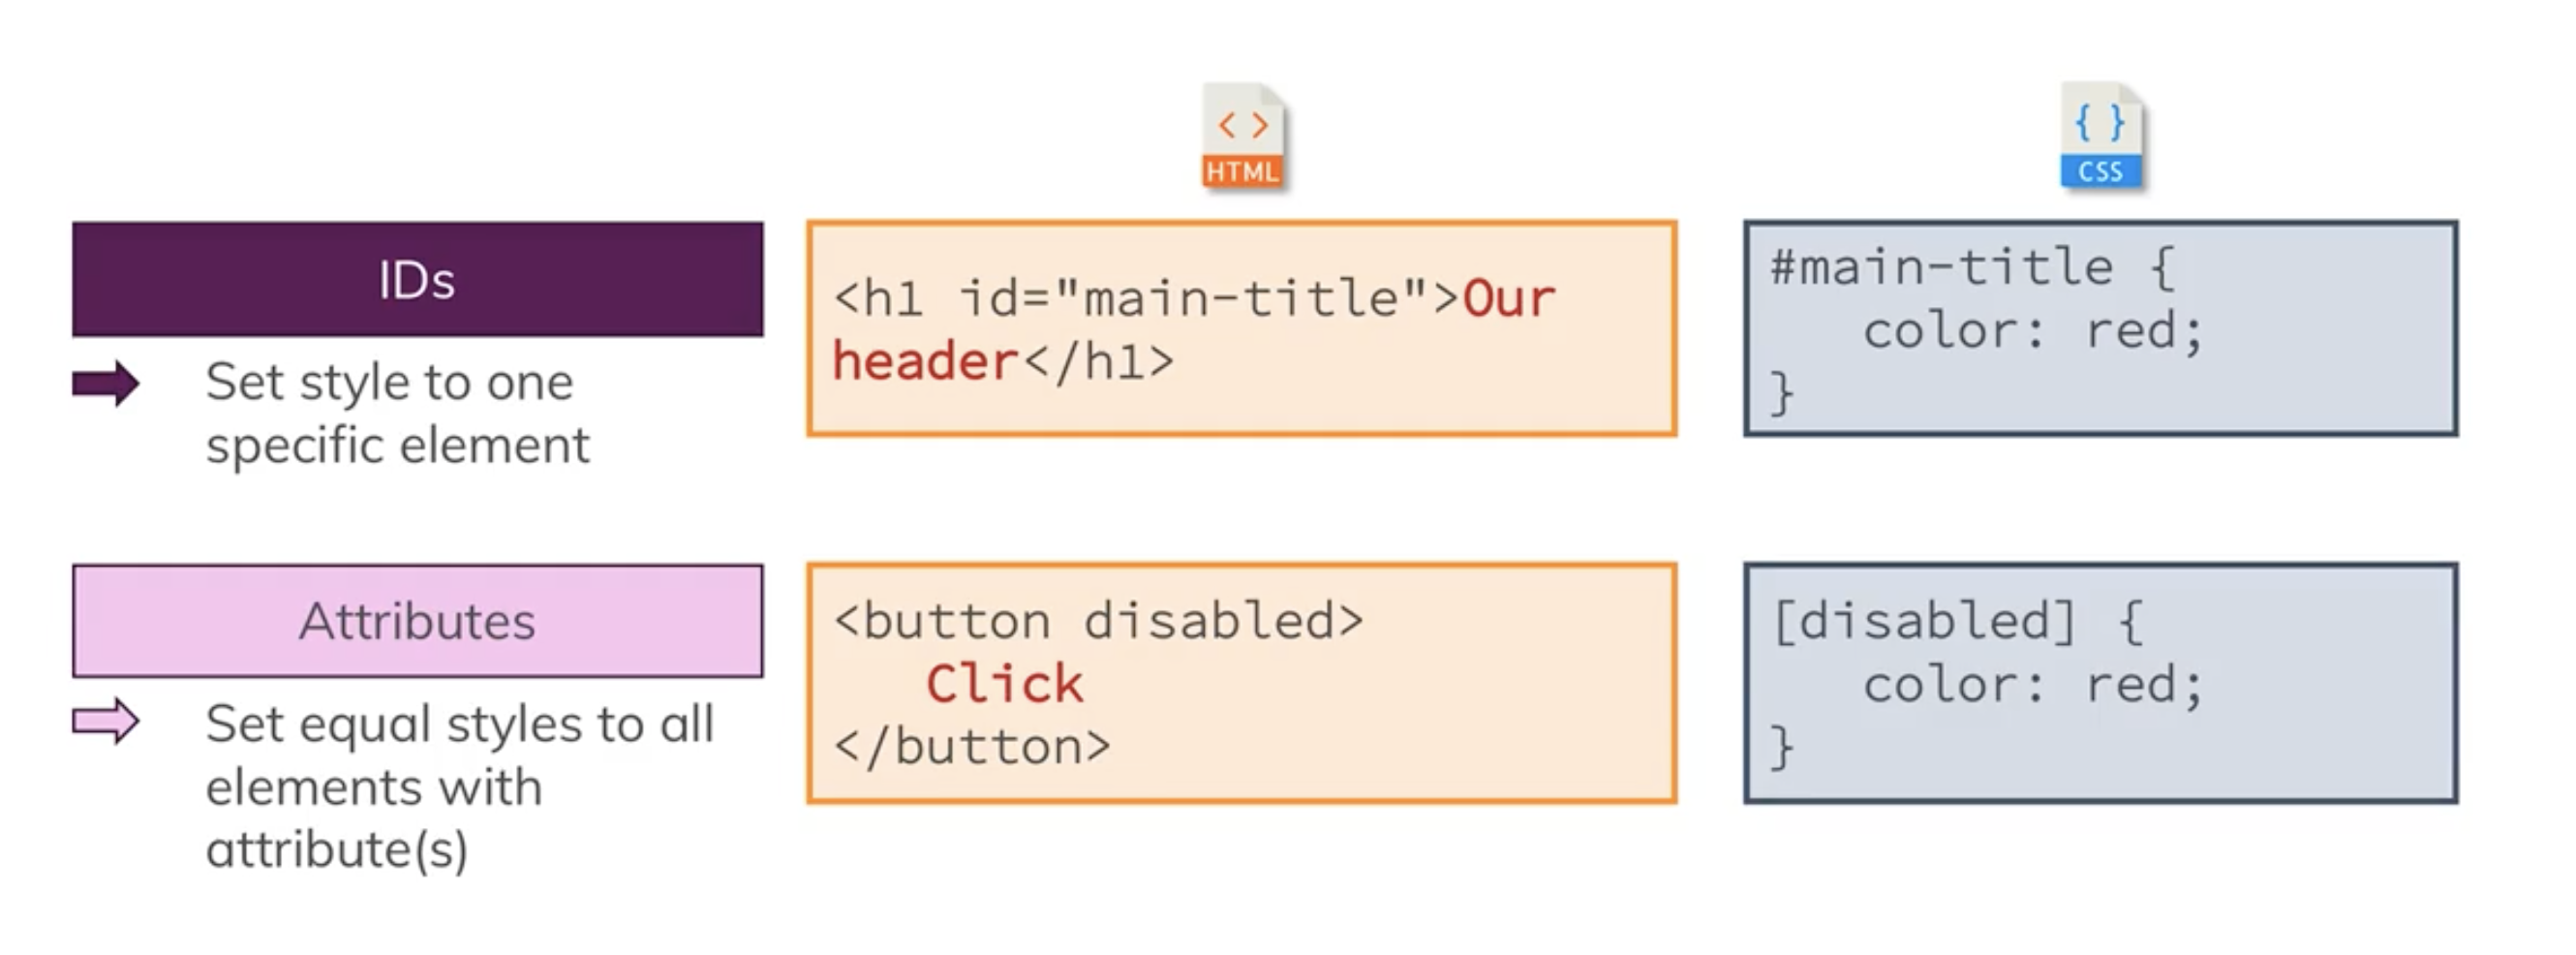 < >
HTML
{ }
CSS
IDs
Set style to one
specific element
<h1 id="main-title">Our
header</h1>
#main-title {
color: red;
}
Attributes
Set equal styles to all
elements with
attribute(s)
<button disabled>
Click
</button>
[disabled] {
color: red;
}